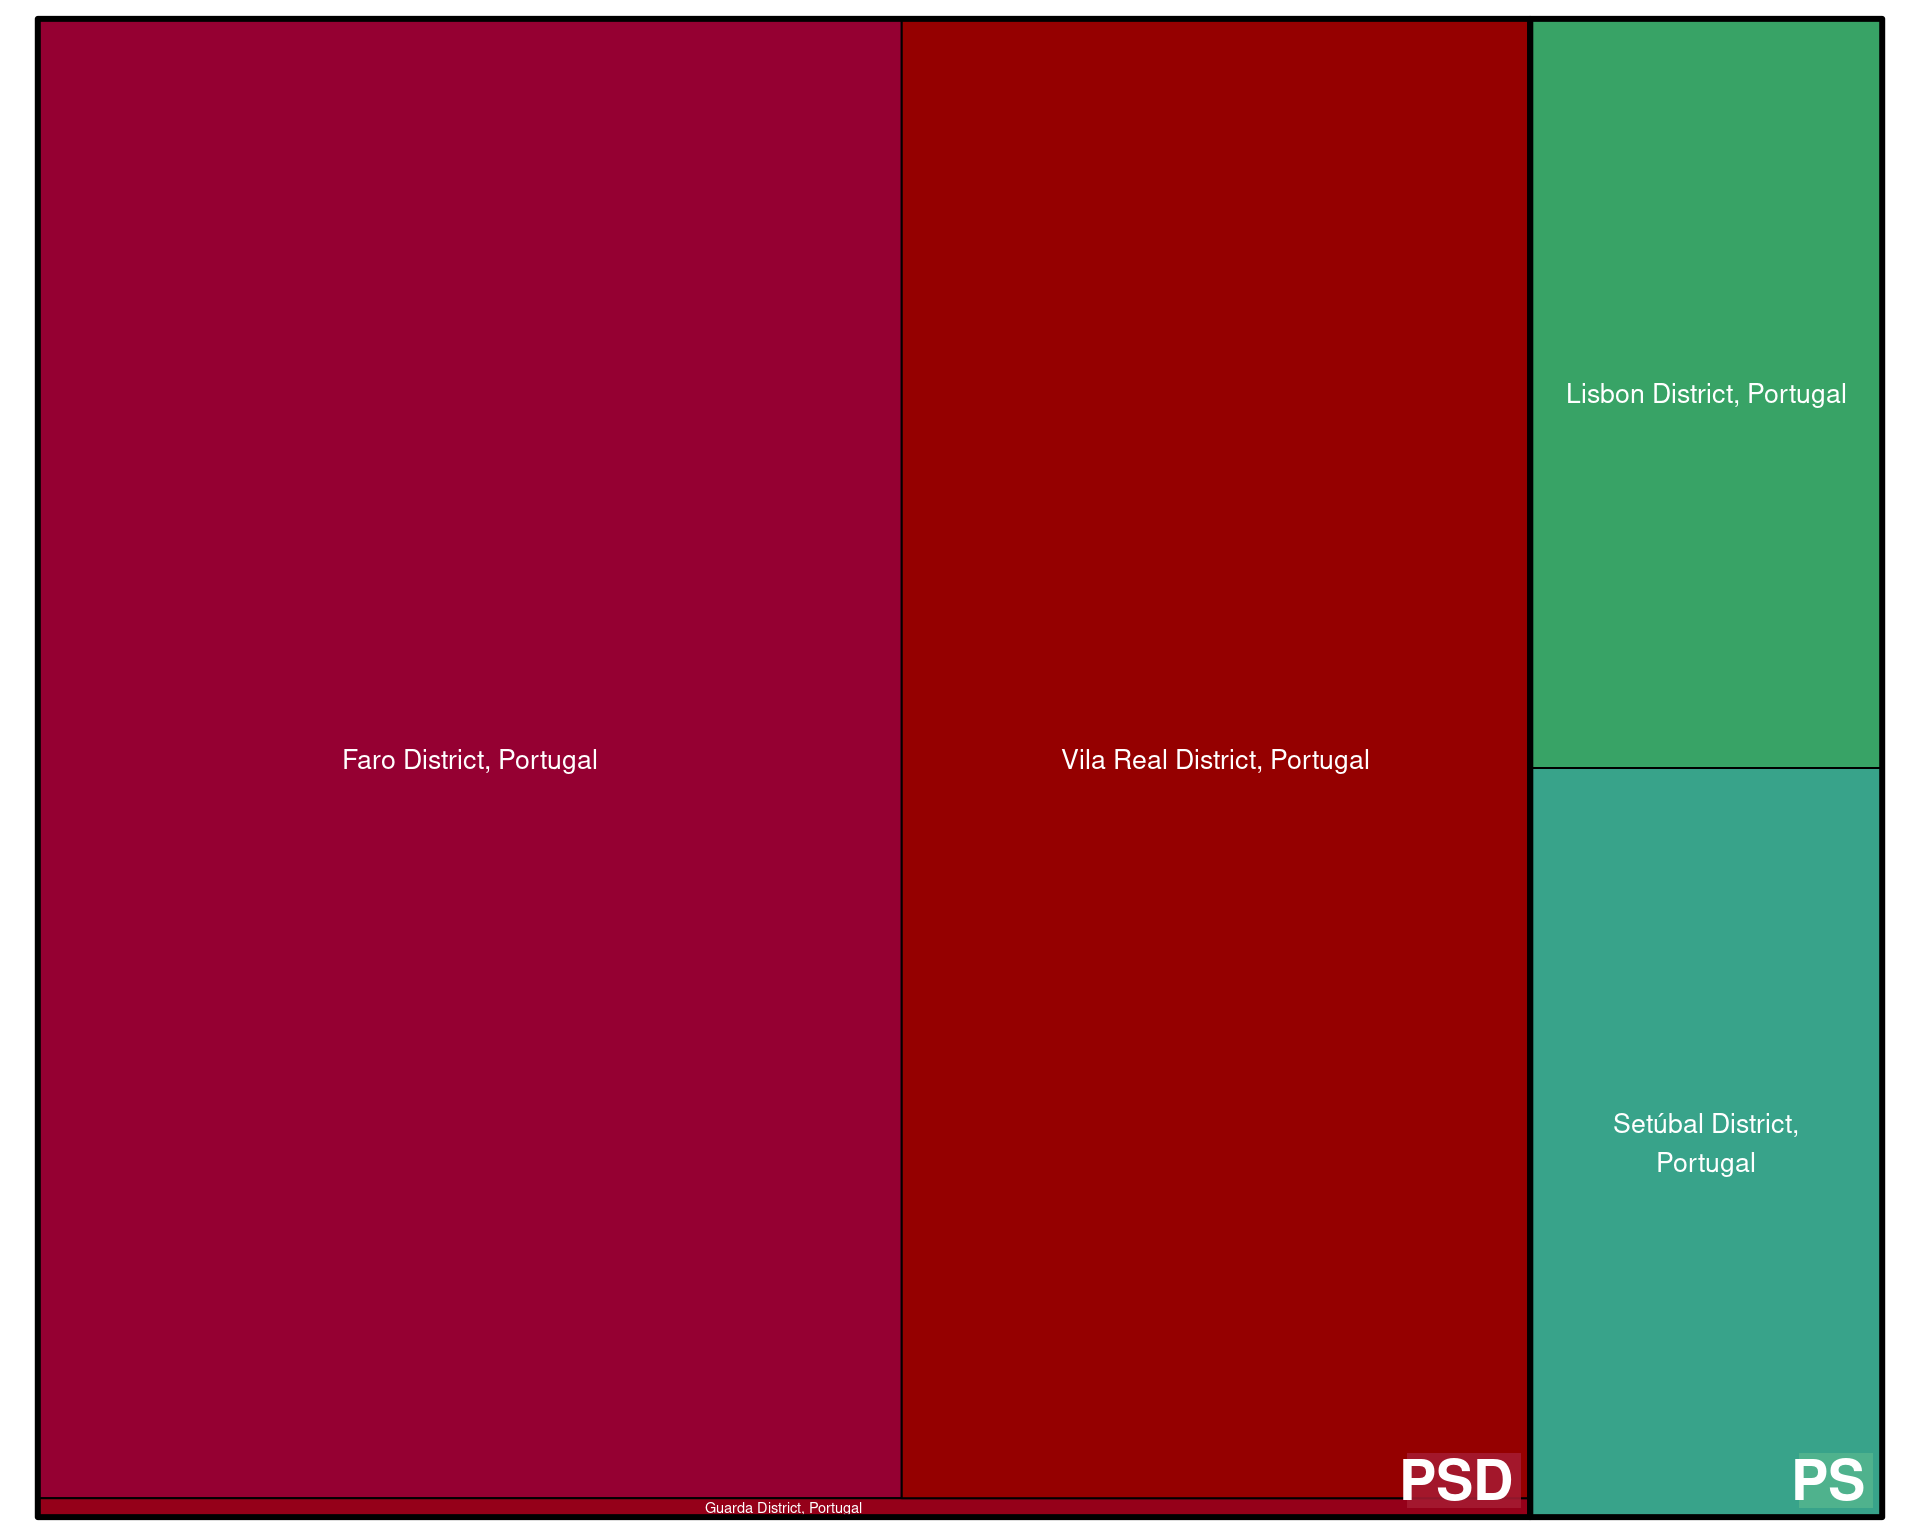 Faro District, Portugal
Vila Real District, Portugal
Lisbon District, Portugal
Setúbal District,
Portugal
Guarda District, Portugal
PSD
PS